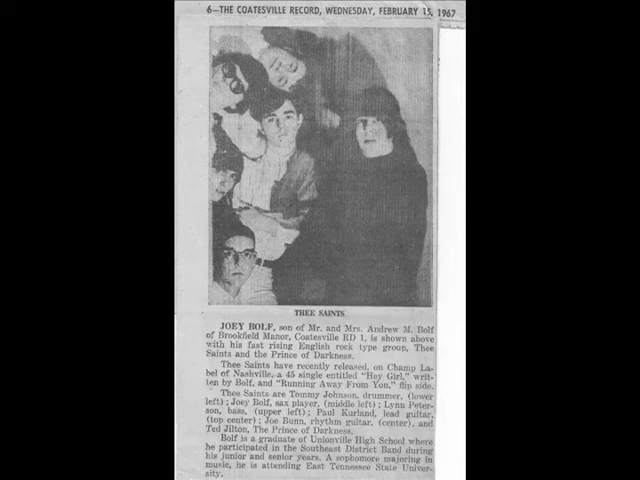 6—THE COATESVILLE RECORD, WEDNESDAY, FEBRUARY 15, 1967
THEE SAINTS
JOEY BOLF, son of Mr. and Mrs. Andrew M. Bolf
of Brookfield Manor, Coatesville RD 1, is shown above
with his fast rising English rock type group, Thee
Saints and the Prince of Darkness.
Thee Saints have recently released, on Champ La-
bel of Nashville, a 45 single entitled "Hey Girl," writ-
ten by Bolf, and "Running Away From You," flip side.
Thee Saints are Tommy Johnson, drummer, (lower
left); Joey Bolf, sax player, (middle left); Lynn Peter-
son, bass, (upper left); Paul Kurland, lead guitar,
(top center); Joe Bunn, rhythm guitar, (center), and
Ted Jilton, The Prince of Darkness.
Bolf is a graduate of Unionville High School where
he participated in the Southeast District Band during
his junior and senior years. A sophomore majoring in
music, he is attending East Tennessee State Univer-
sity.